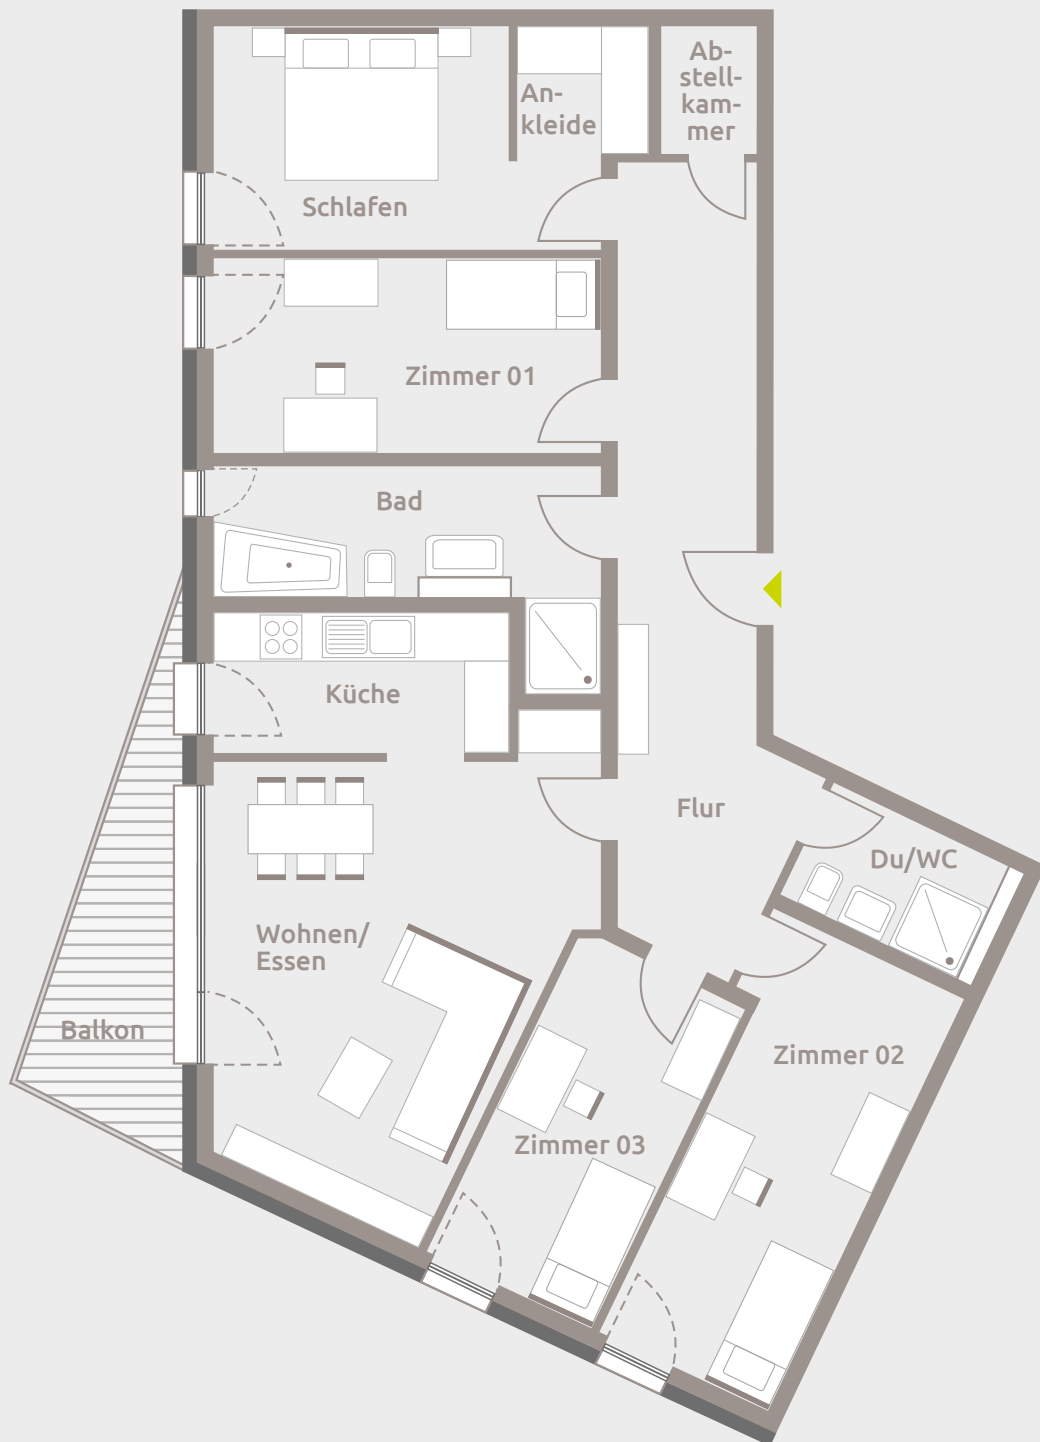 Ab-
stell-
kam-
mer
An-
kleide
Schlafen
Zimmer 01
Bad
Küche
Flur
Du/WC
Wohnen/
Essen
Balkon
Zimmer 02
Zimmer 03